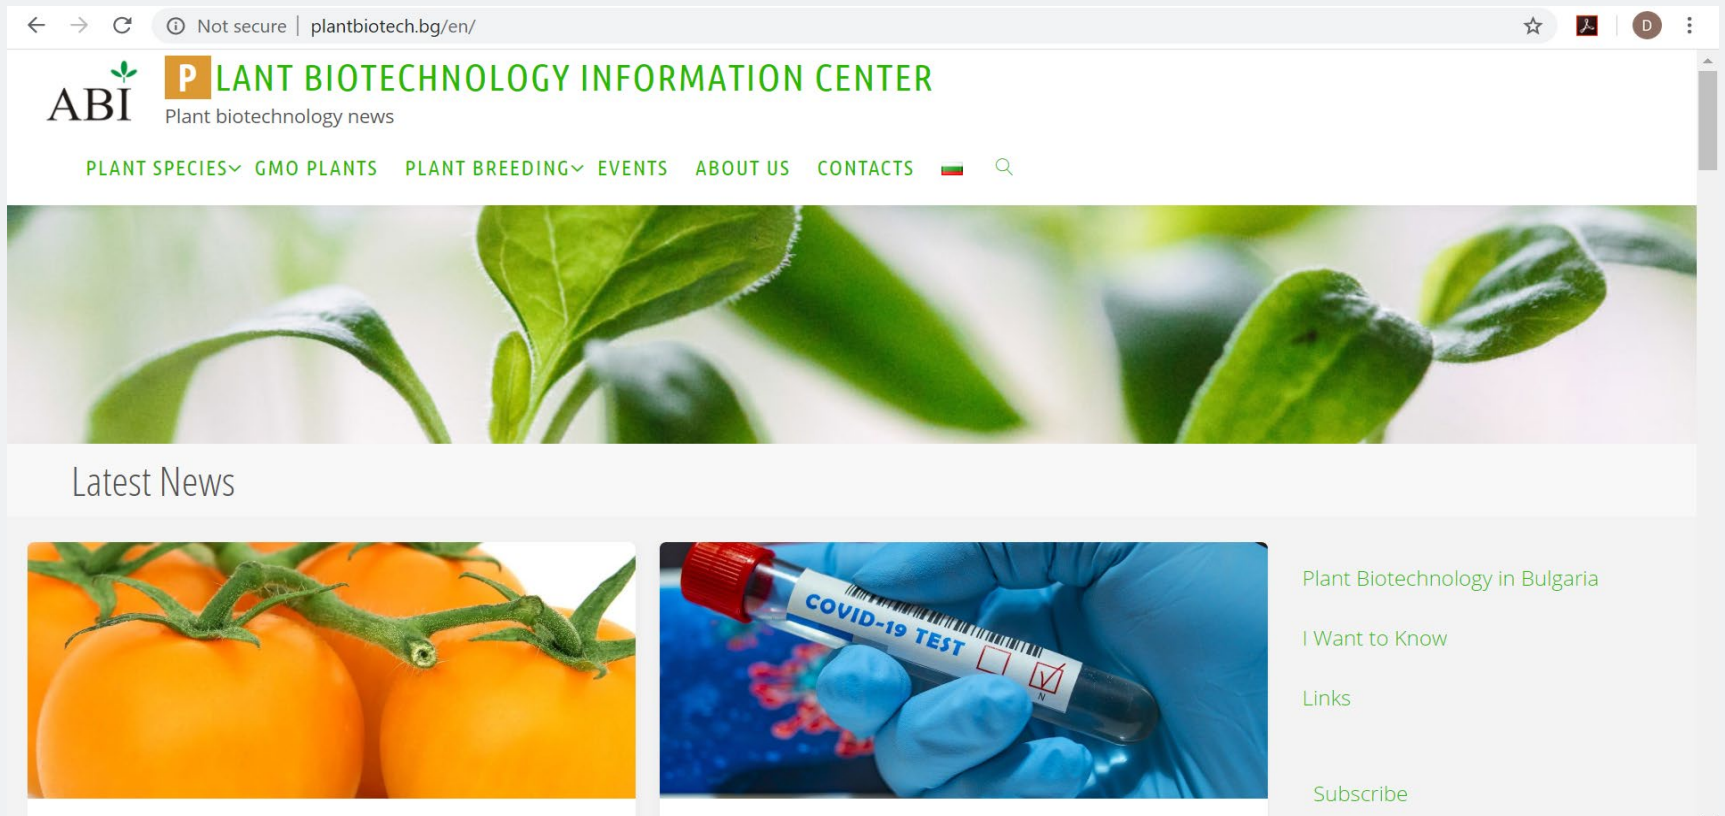 Not secure | plantbiotech.bg/en/
D
ABI
PLANT BIOTECHNOLOGY INFORMATION CENTER
Plant biotechnology news
PLANT SPECIES GMO PLANTS PLANT BREEDING EVENTS ABOUT US CONTACTS
Latest News
COVID-19 TEST
N
Plant Biotechnology in Bulgaria
I Want to Know
Links
Subscribe